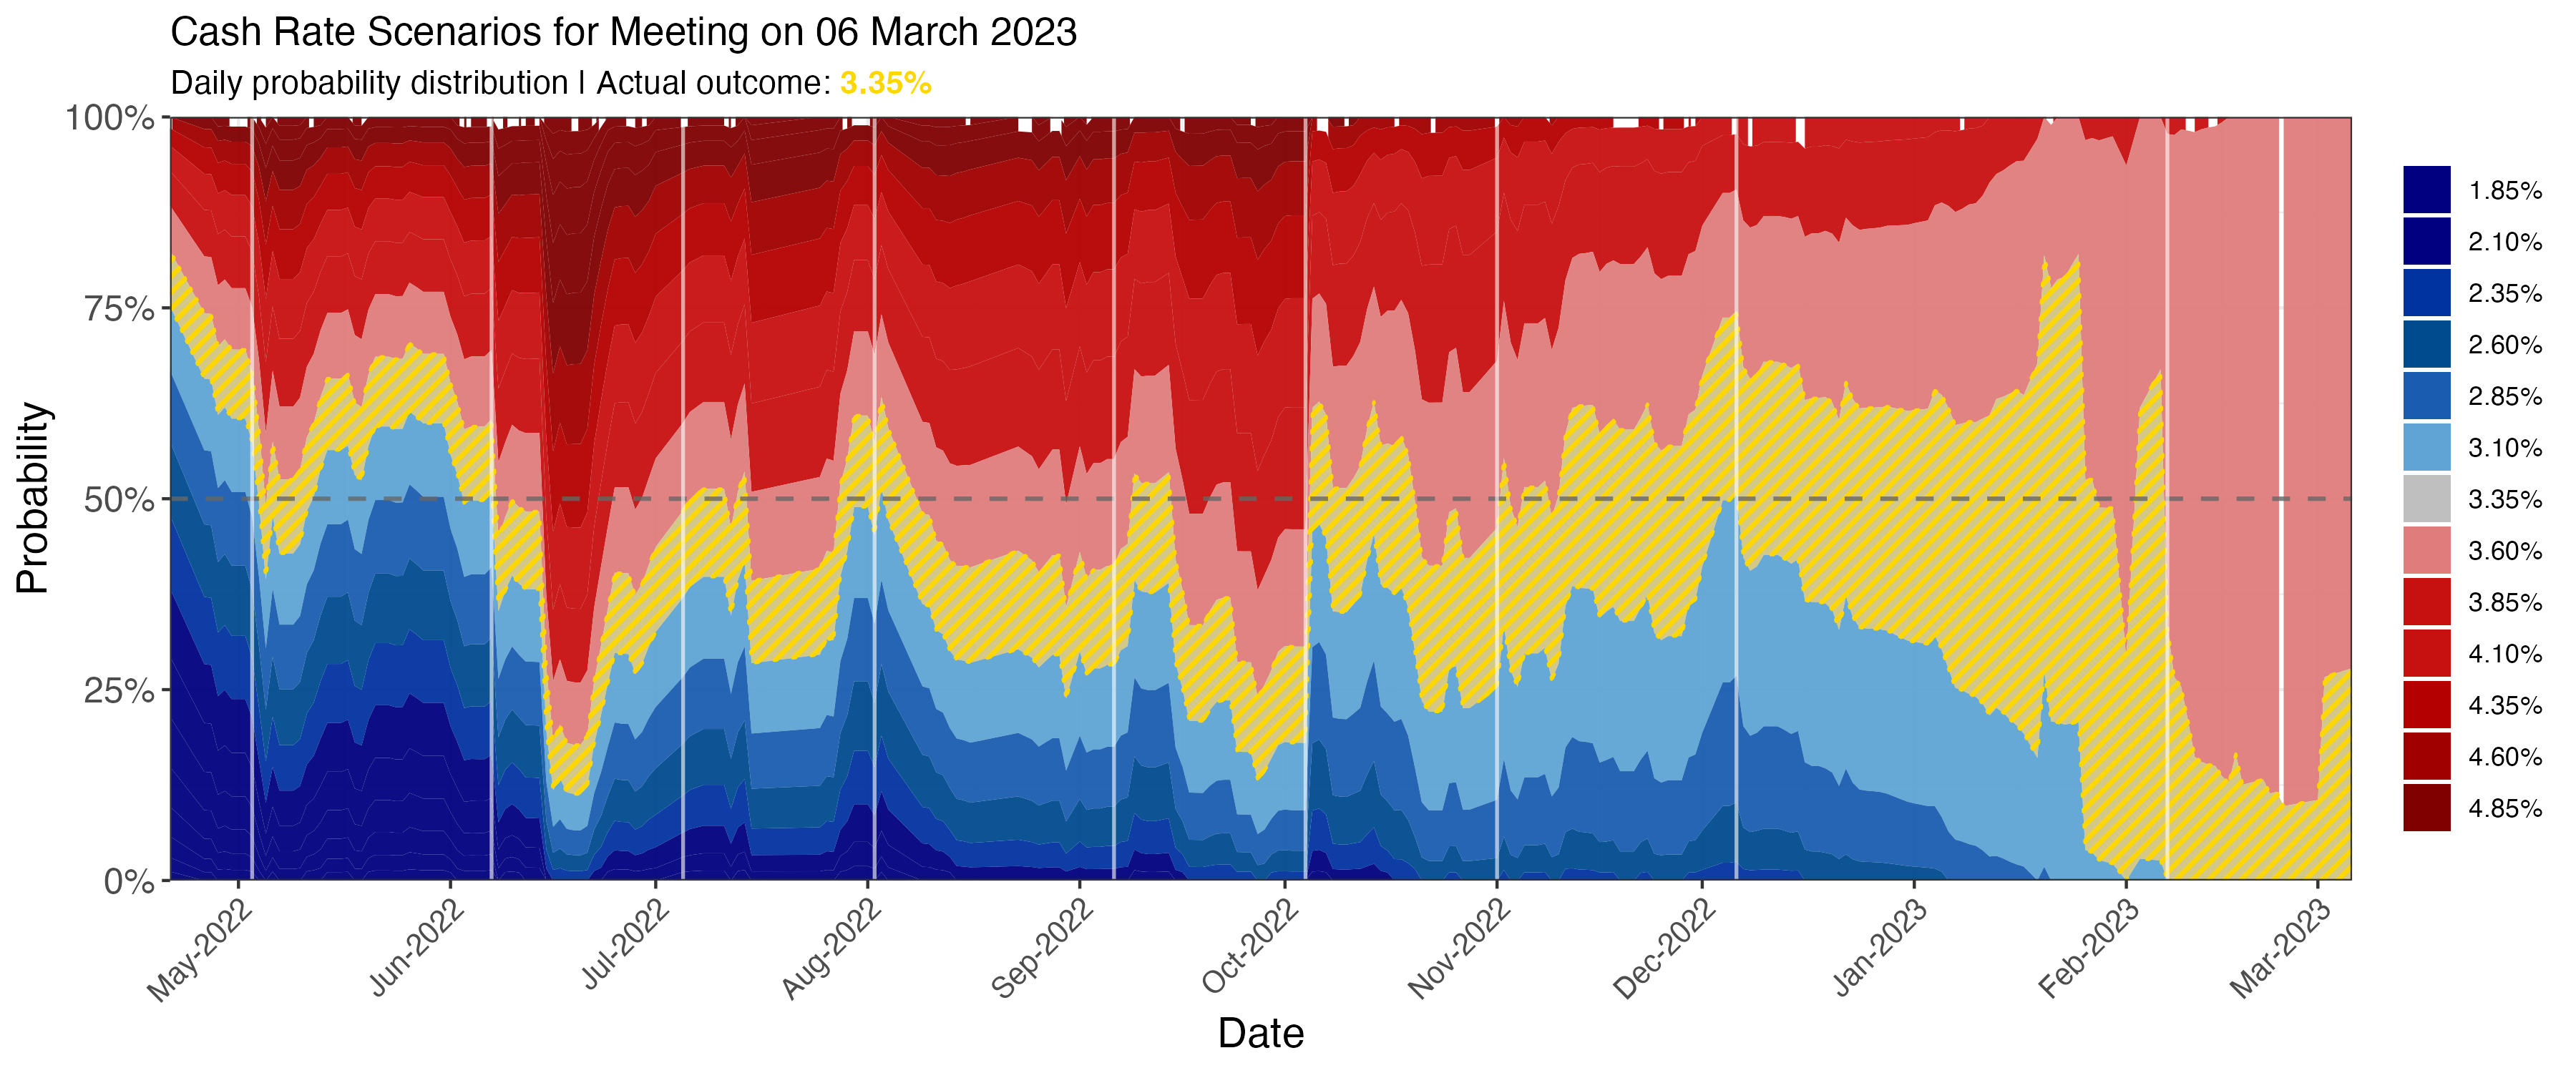 Cash Rate Scenarios for Meeting on 06 March 2023
Daily probability distribution | Actual outcome: 3.35%
100%
75%
50%
25%
0%
Probability
May-2022
Jun-2022
Jul-2022
Aug-2022
Sep-2022
Oct-2022
Nov-2022
Dec-2022
Jan-2023
Feb-2023
Mar-2023
Date
1.85%
2.10%
2.35%
2.60%
2.85%
3.10%
3.35%
3.60%
3.85%
4.10%
4.35%
4.60%
4.85%